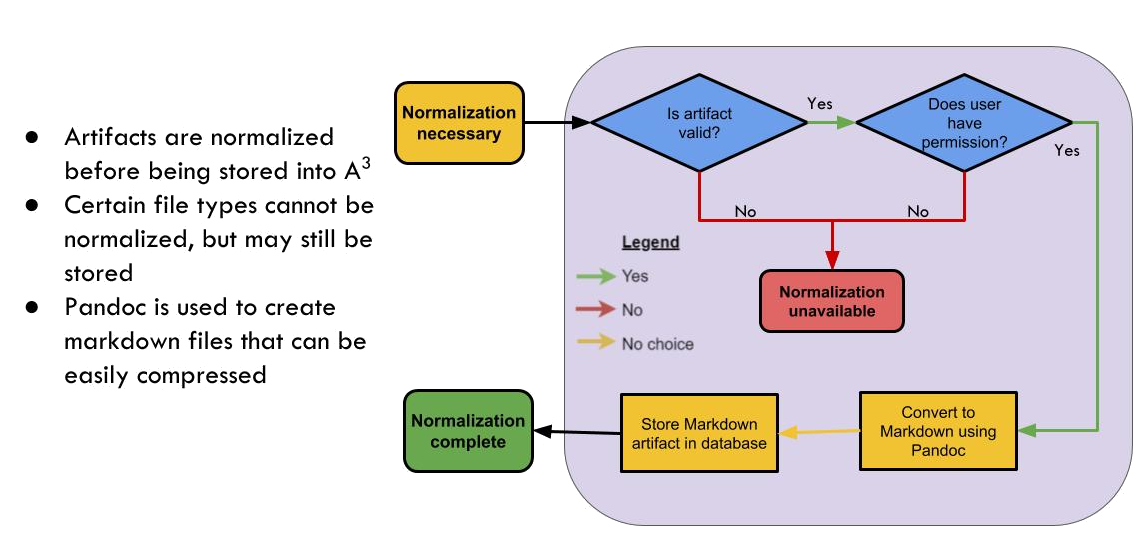 ● Artifacts are normalized
before being stored into A³
● Certain file types cannot be
normalized, but may still be
stored
● Pandoc is used to create
markdown files that can be
easily compressed
Normalization
necessary
Is artifact
valid?
Yes
Does user
have
permission?
Yes
No
No
Normalization
unavailable
Legend
Yes
No
No choice
Convert to
Markdown using
Pandoc
Store Markdown
artifact in database
Normalization
complete